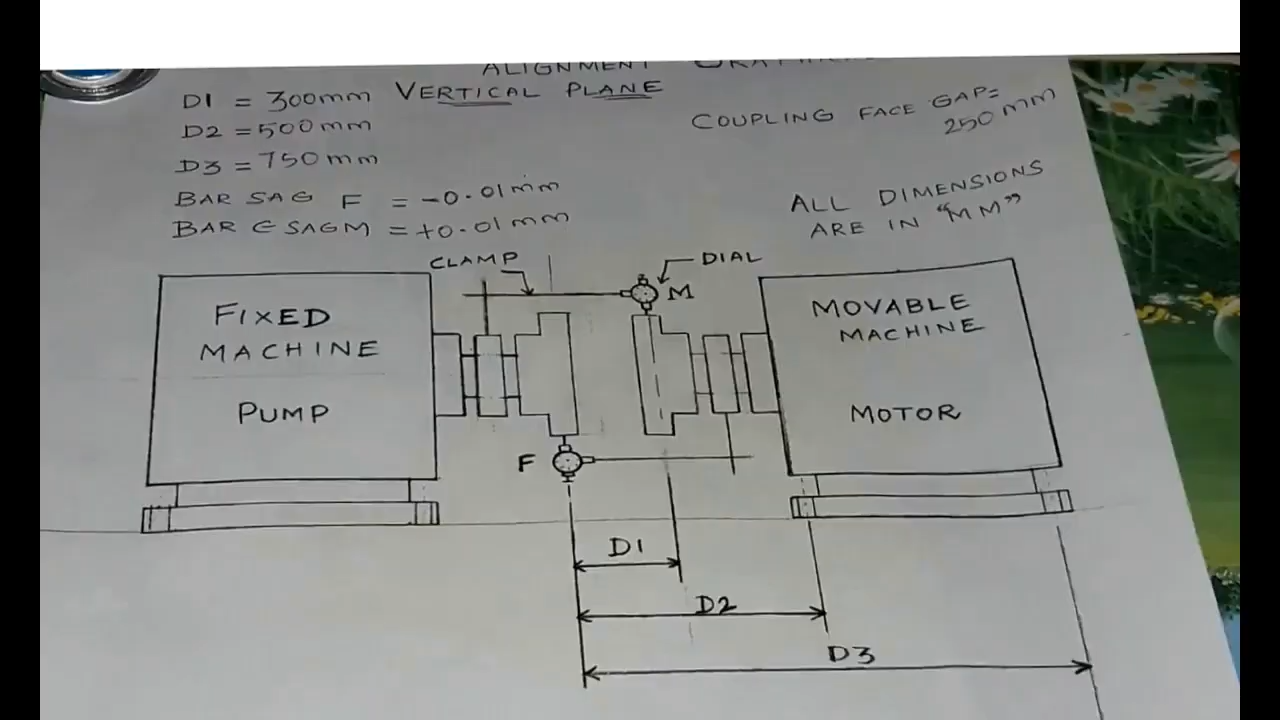 ALIGNMENT
D1 = 300mm VERTICAL PLANE
D2 = 500mm
D3 = 750mm
COUPLING FACE GAP=
250 MM
BAR SAG F = -0.01mm
BAR SAG M = +0.01mm
ALL DIMENSIONS
ARE IN "MM"
CLAMP
DIAL
M
FIXED
MACHINE
PUMP
MOVABLE
MACHINE
MOTOR
F
D1
D2
D3